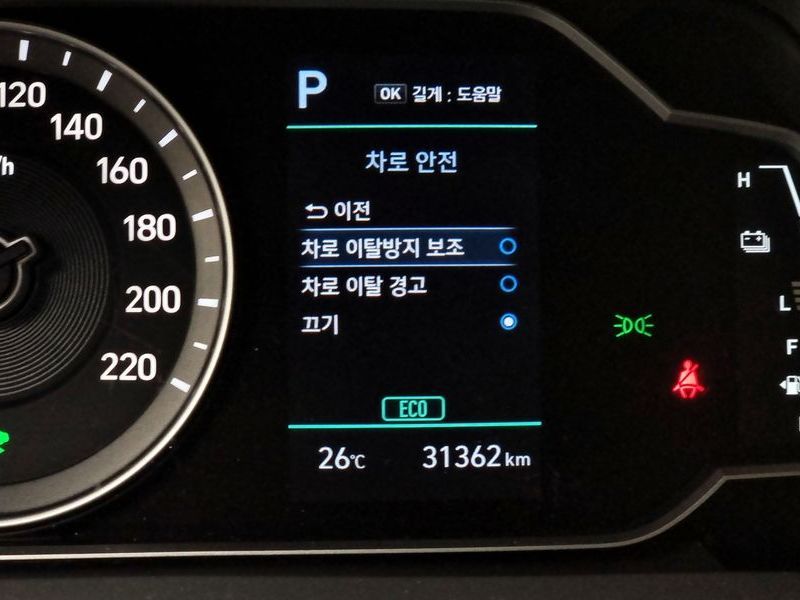 120
140
/h
160
180
200
220
P
OK 길게 : 도움말
차로 안전
이전
차로 이탈방지 보조
차로 이탈 경고
끄기
ECO
26℃
31362 km
H
L
F